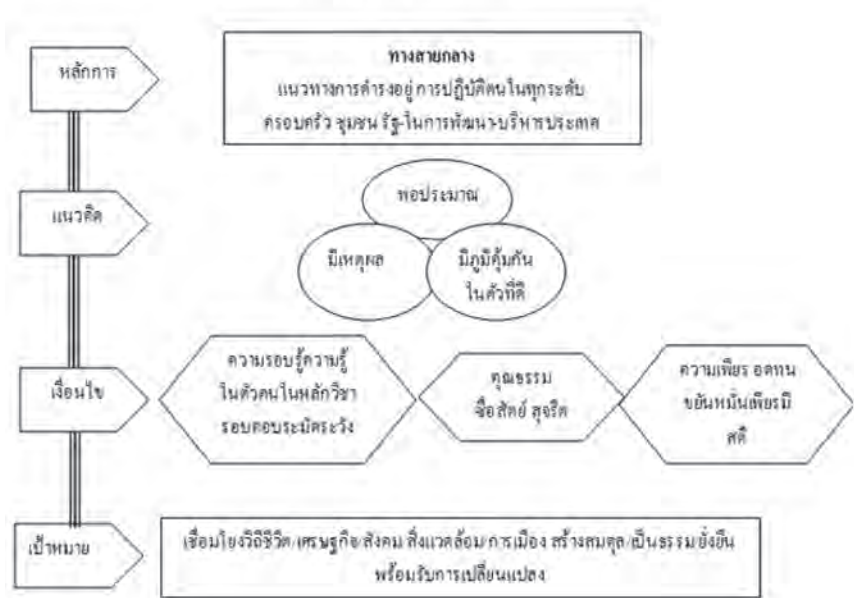 หลักการ
ทางสายกลาง
แนวทางการดำรงอยู่ การปฏิบัติตนในทุกระดับ
ครอบครัว ชุมชน รัฐ-ในการพัฒนา-บริหารประเทศ
แนวคิด
พอประมาณ
มีเหตุผล
มีภูมิคุ้มกัน
ในตัวที่ดี
เงื่อนไข
ความรอบรู้ความรู้
ในตัวตนในหลักวิชา
รอบคอบระมัดระวัง
คุณธรรม
ซื่อสัตย์ สุจริต
ความเพียร อดทน
ขยันหมั่นเพียรมี
สติ
เป้าหมาย
เชื่อมโยงวิถีชีวิต/เศรษฐกิจ/สังคม/สิ่งแวดล้อม/การเมือง สร้างสมดุล/เป็นธรรม/ยั่งยืน
พร้อมรับการเปลี่ยนแปลง